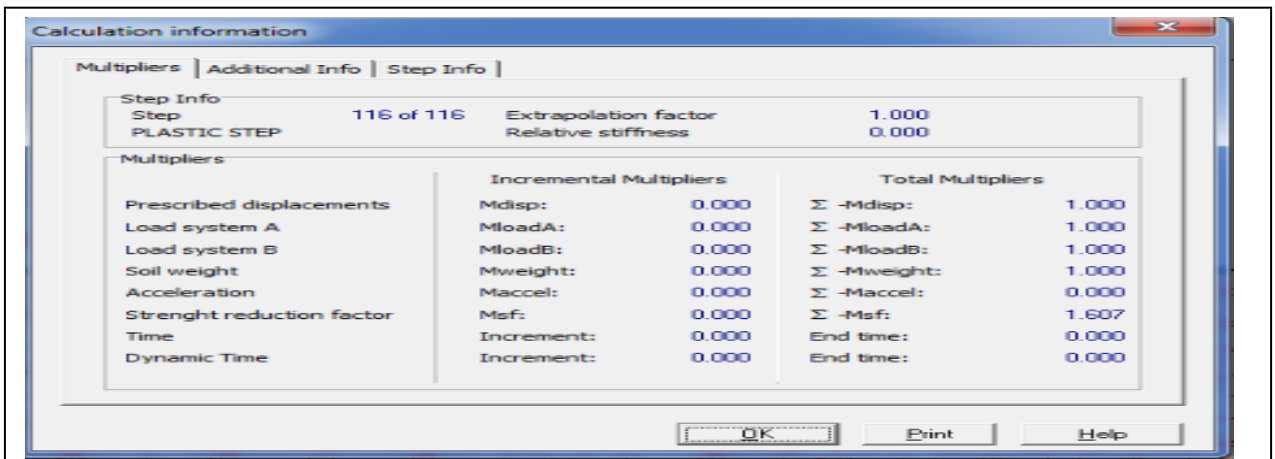 Calculation information
Multipliers Additional Info Step Info
Step Info
Step 116 of 116 Extrapolation factor 1.000
PLASTIC STEP Relative stiffness 0.000
Multipliers
Incremental Multipliers Total Multipliers
Prescribed displacements Mdisp: 0.000 Σ -Mdisp: 1.000
Load system A MloadA: 0.000 Σ -MloadA: 1.000
Load system B MloadB: 0.000 Σ -MloadB: 1.000
Soil weight Mweight: 0.000 Σ -Mweight: 1.000
Acceleration Maccel: 0.000 Σ -Maccel: 0.000
Strenght reduction factor Msf: 0.000 Σ -Msf: 1.607
Time Increment: 0.000 End time: 0.000
Dynamic Time Increment: 0.000 End time: 0.000
OK Print Help